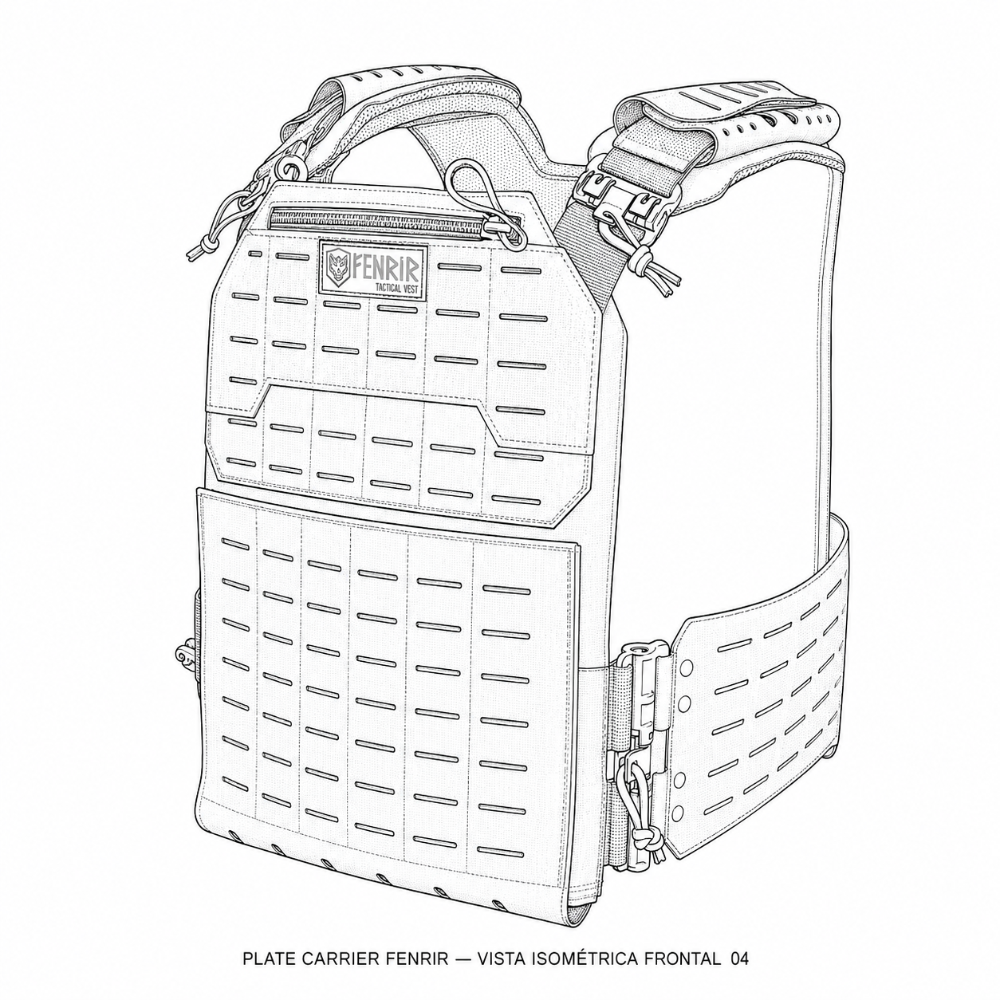 FENRIR
TACTICAL VEST
PLATE CARRIER FENRIR — VISTA ISOMÉTRICA FRONTAL 04